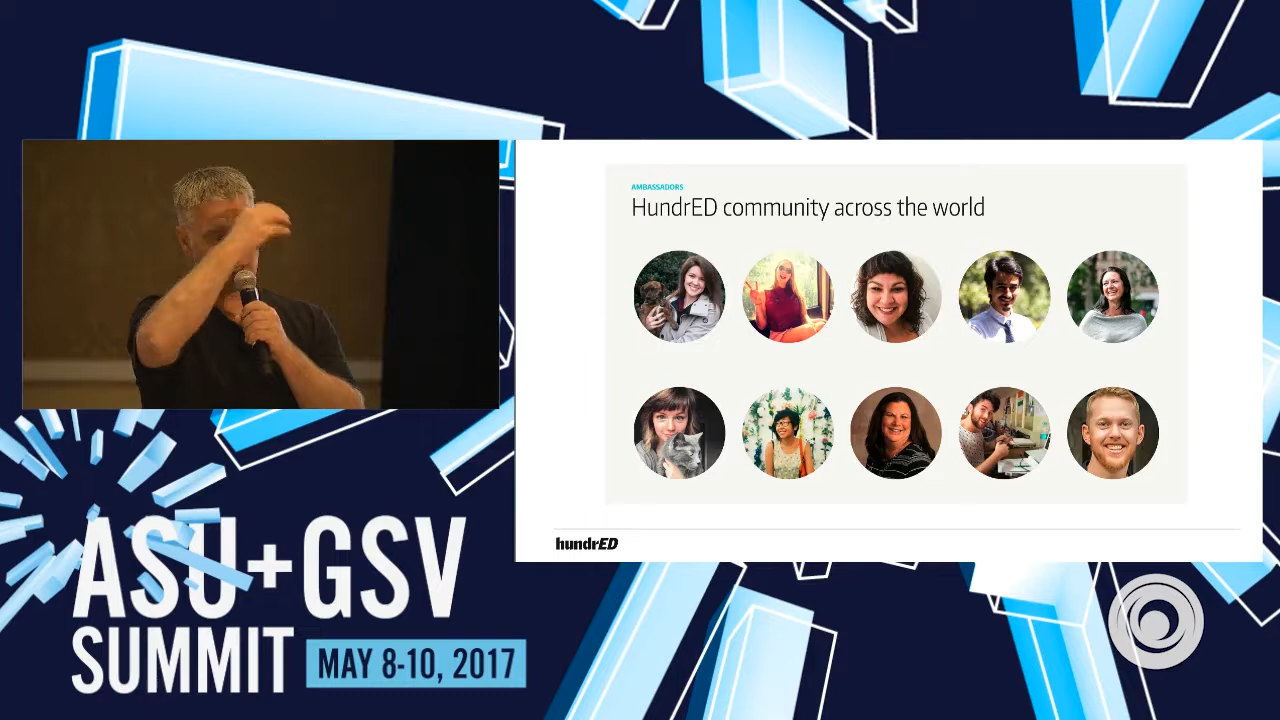 AMBASSADORS
HundrED community across the world
hundrED
ASU+GSV
SUMMIT
MAY 8-10, 2017